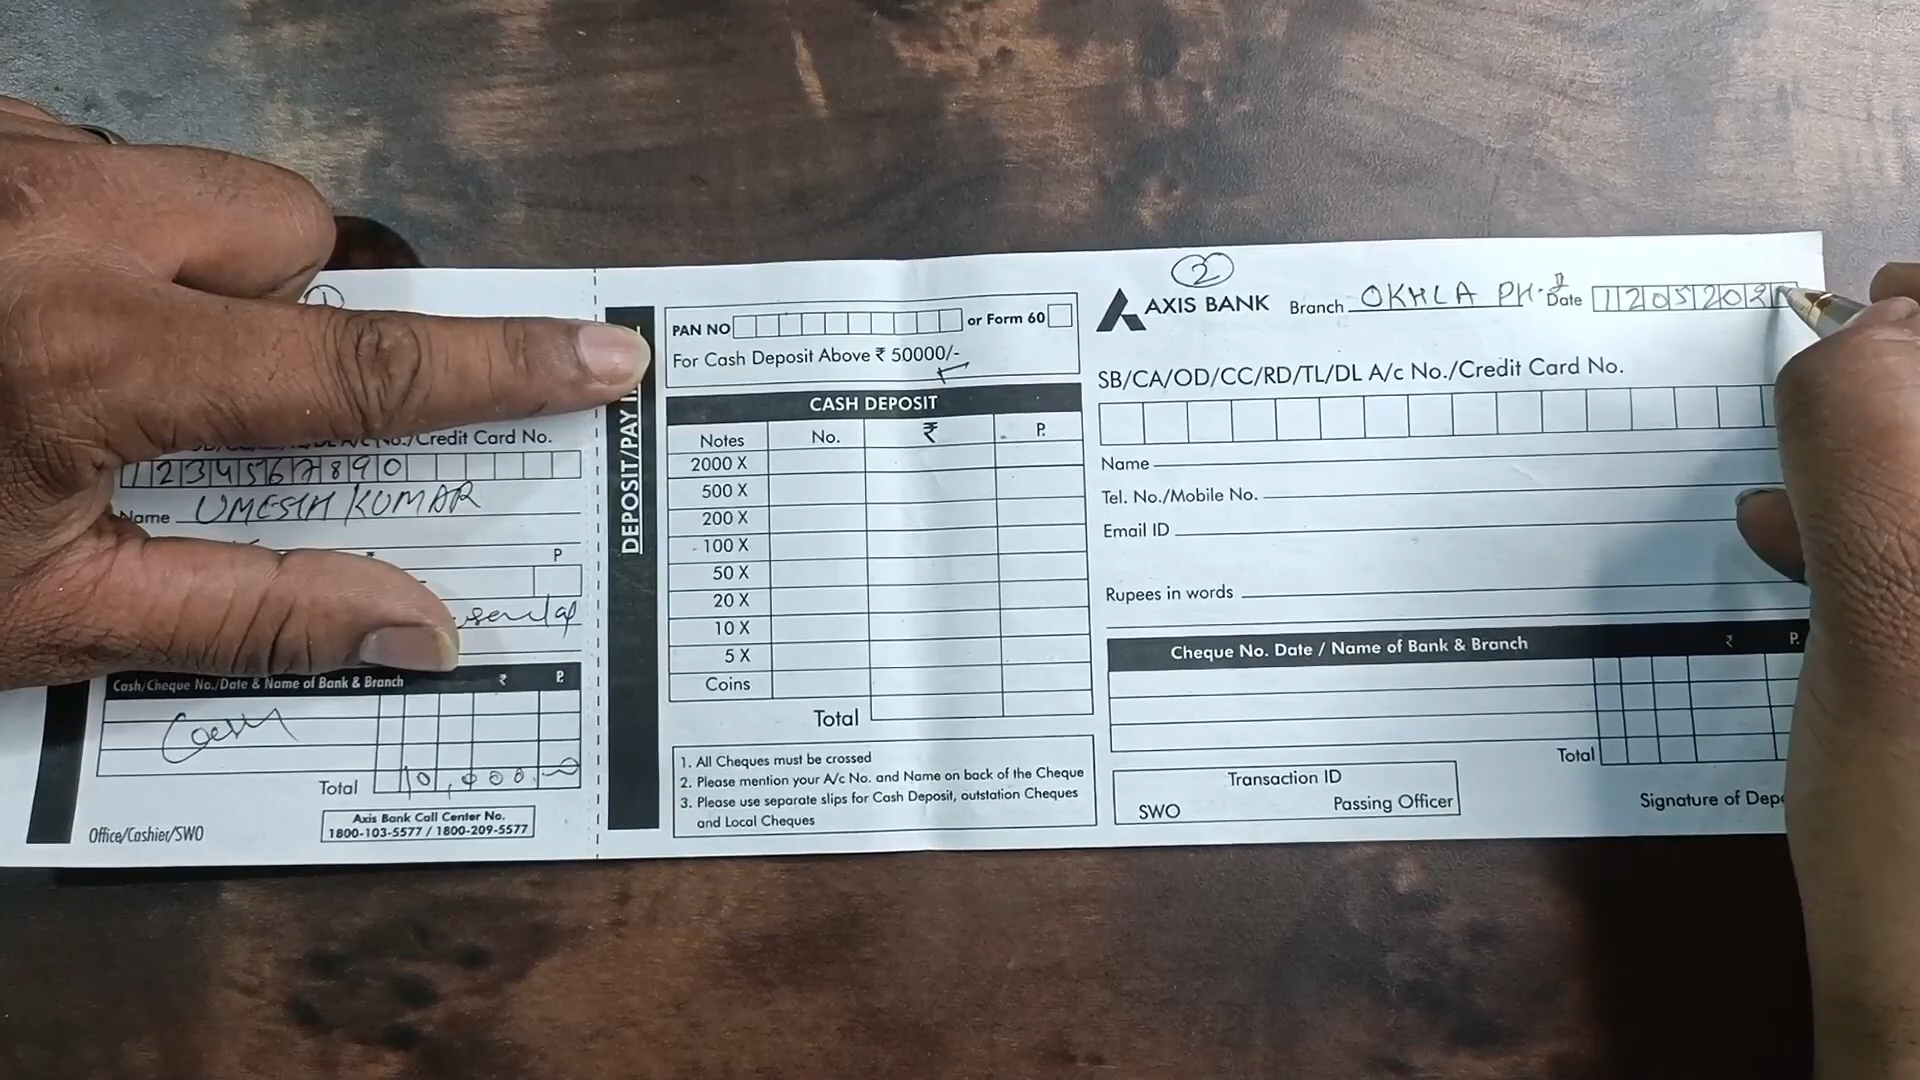 1
/Credit Card No.
1234567890
Name UMESH KUMAR
P
Cash/Cheque No./Date & Name of Bank & Branch ₹ P.
Cash
Total 10,000
Axis Bank Call Center No.
1800-103-5577 / 1800-209-5577
Office/Cashier/SWO
DEPOSIT/PAY
PAN NO or Form 60
For Cash Deposit Above ₹ 50000/-
CASH DEPOSIT
Notes No. ₹ P.
2000 X
500 X
200 X
100 X
50 X
20 X
10 X
5 X
Coins
Total
1. All Cheques must be crossed
2. Please mention your A/c No. and Name on back of the Cheque
3. Please use separate slips for Cash Deposit, outstation Cheques
and Local Cheques
2
AXIS BANK Branch OKHLA PH-I Date 1205202
SB/CA/OD/CC/RD/TL/DL A/c No./Credit Card No.
Name
Tel. No./Mobile No.
Email ID
Rupees in words
Cheque No. Date / Name of Bank & Branch ₹ P.
Total
Transaction ID
SWO Passing Officer
Signature of